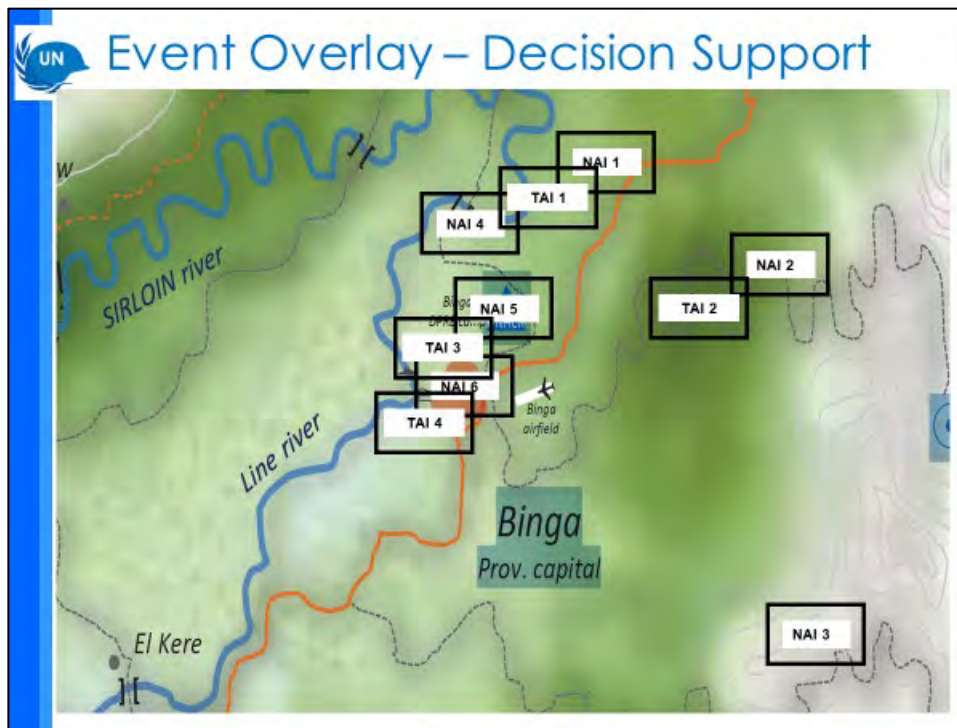 UN
Event Overlay – Decision Support
W
NAI 1
TAI 1
NAI 4
SIRLOIN river
NAI 2
NAI 5
TAI 2
TAI 3
NAI 6
TAI 4
Binga
airfield
Line river
Binga
Prov. capital
El Kere
NAI 3